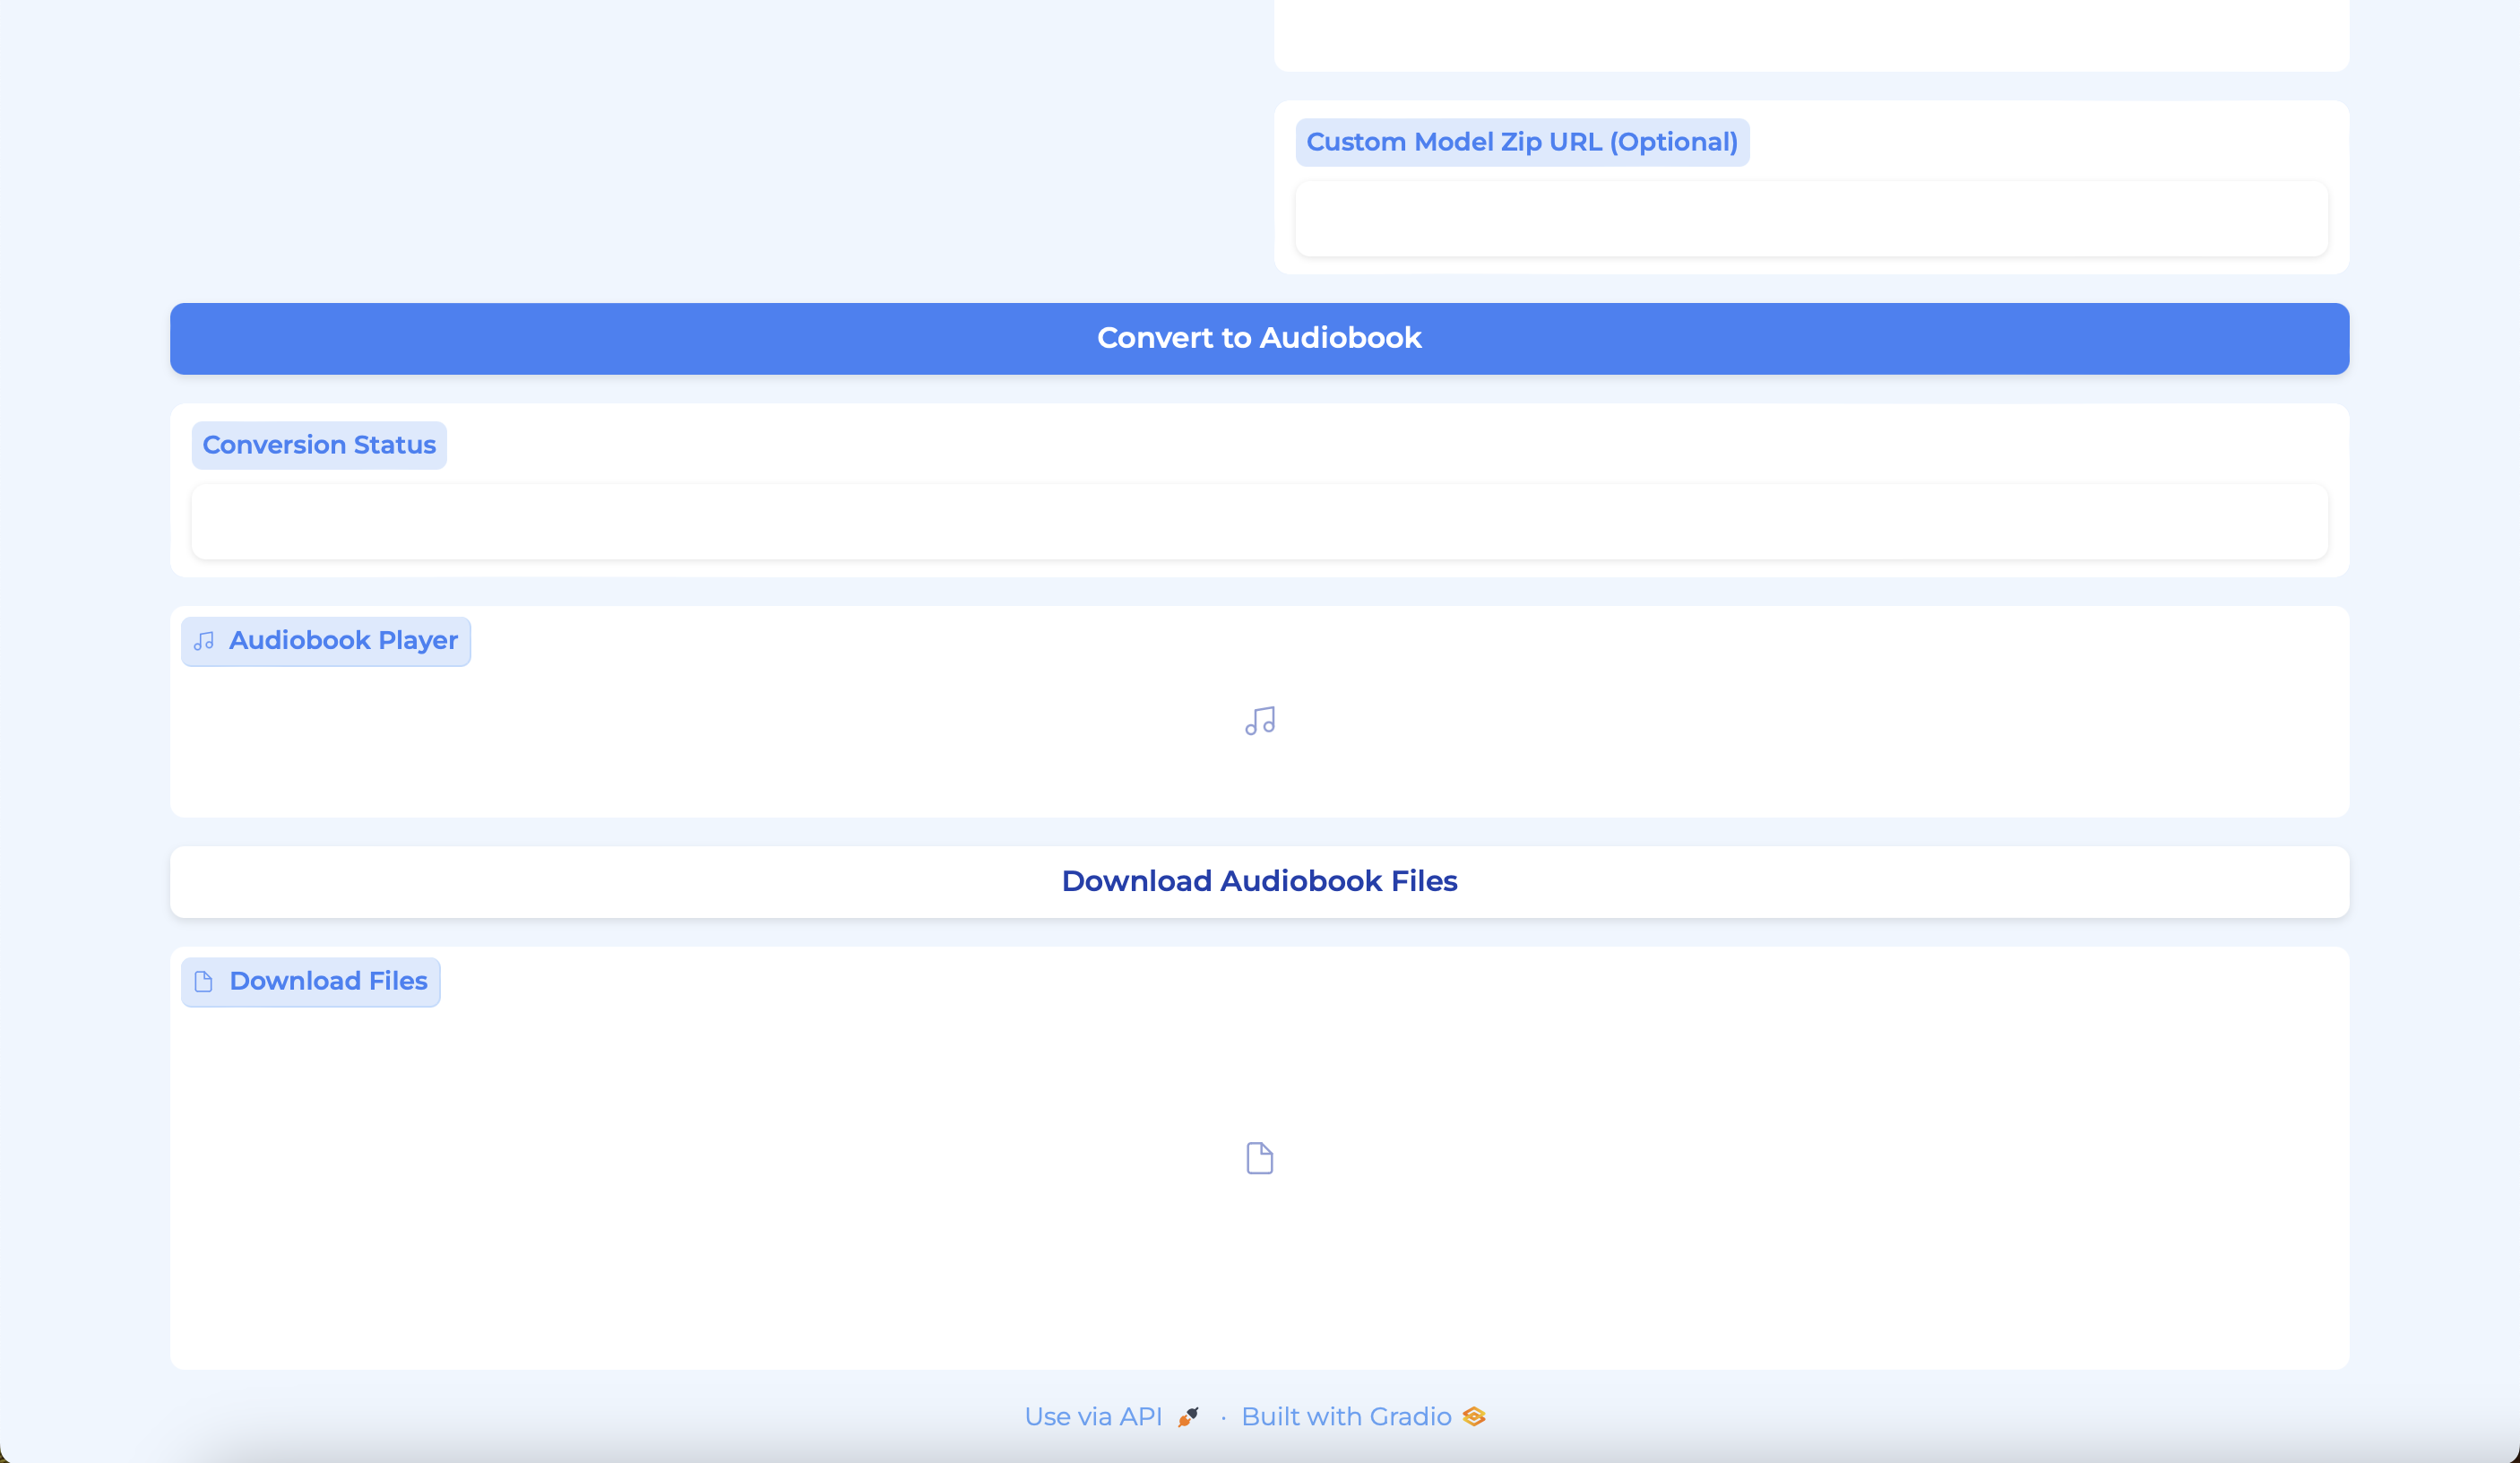 Custom Model Zip URL (Optional)
Convert to Audiobook
Conversion Status
Audiobook Player
Download Audiobook Files
Download Files
Use via API · Built with Gradio